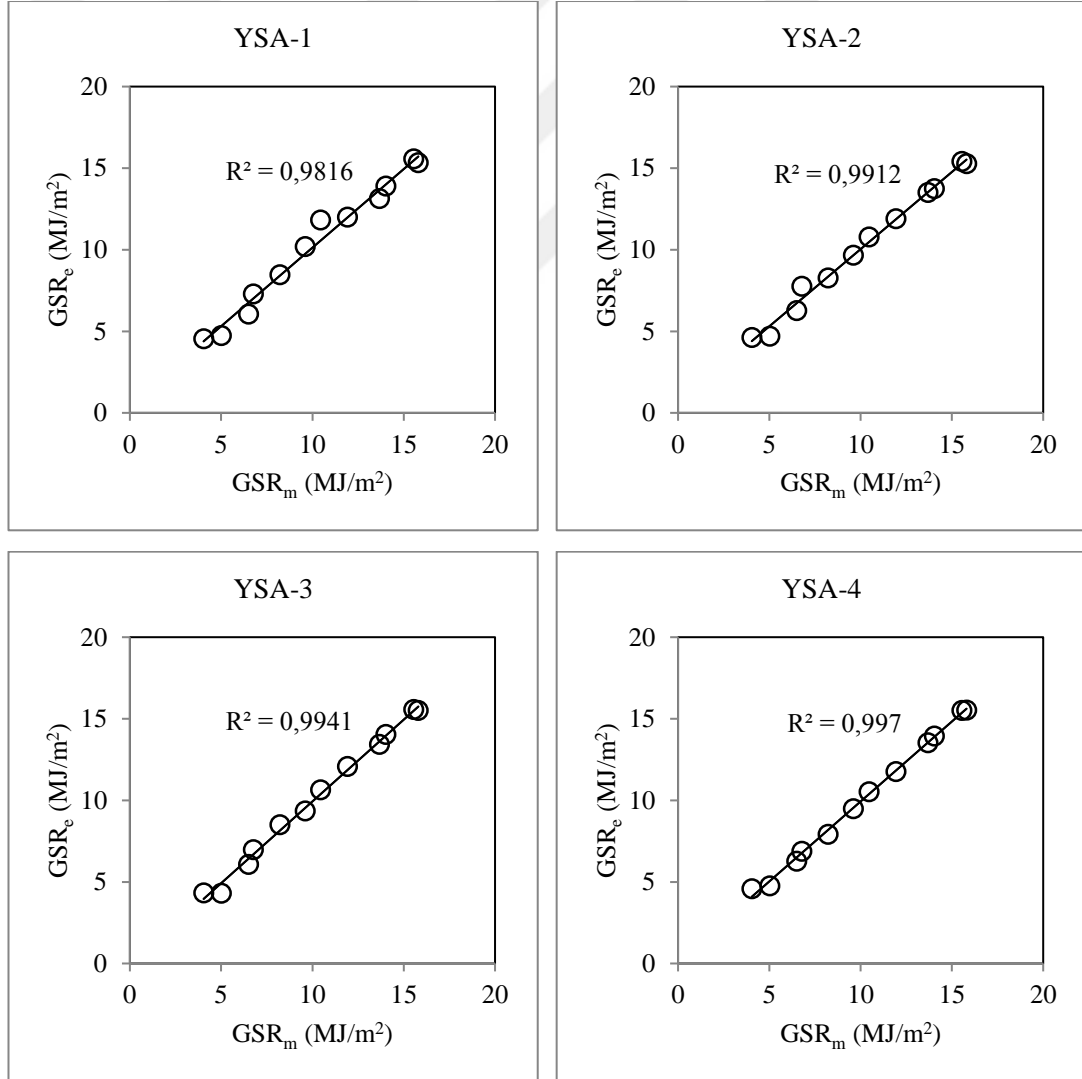 YSA-1
20
15
10
5
0
R² = 0,9816
GSRₑ (MJ/m²)
0 5 10 15 20
GSRₘ (MJ/m²)
YSA-2
20
15
10
5
0
R² = 0,9912
GSRₑ (MJ/m²)
0 5 10 15 20
GSRₘ (MJ/m²)
YSA-3
20
15
10
5
0
R² = 0,9941
GSRₑ (MJ/m²)
0 5 10 15 20
GSRₘ (MJ/m²)
YSA-4
20
15
10
5
0
R² = 0,997
GSRₑ (MJ/m²)
0 5 10 15 20
GSRₘ (MJ/m²)